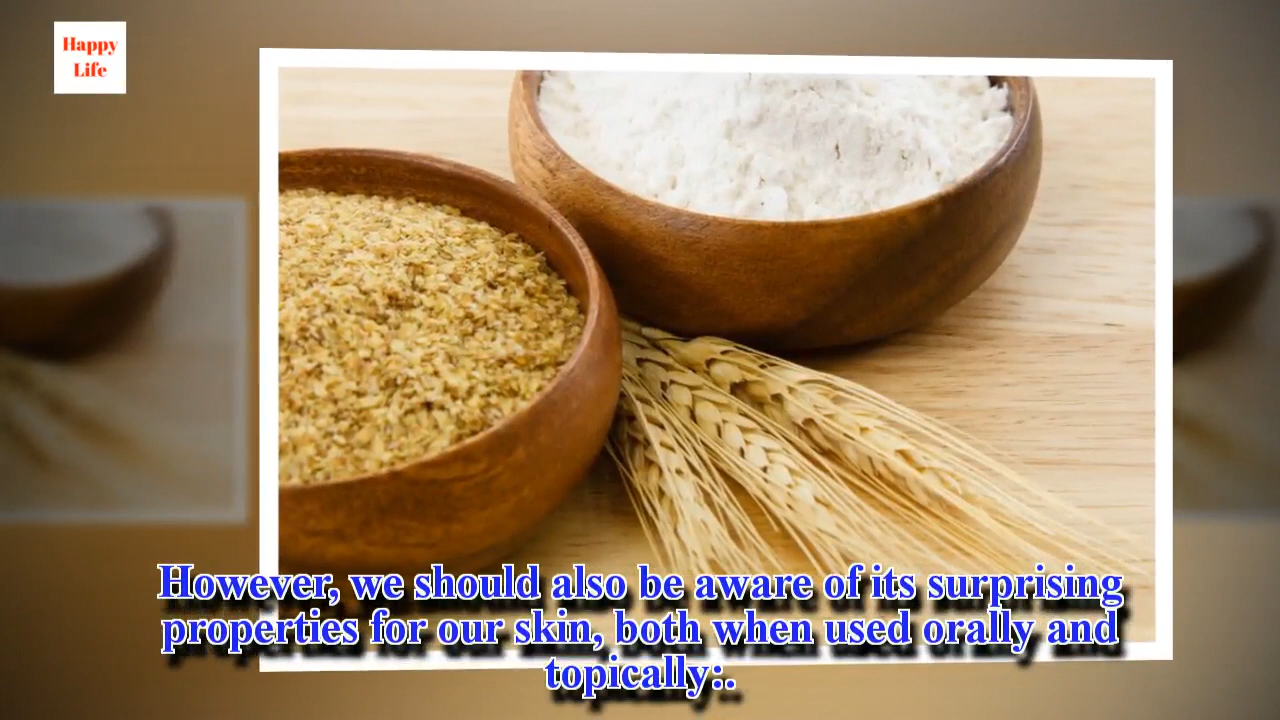 Happy
Life
However, we should also be aware of its surprising
properties for our skin, both when used orally and
topically:.